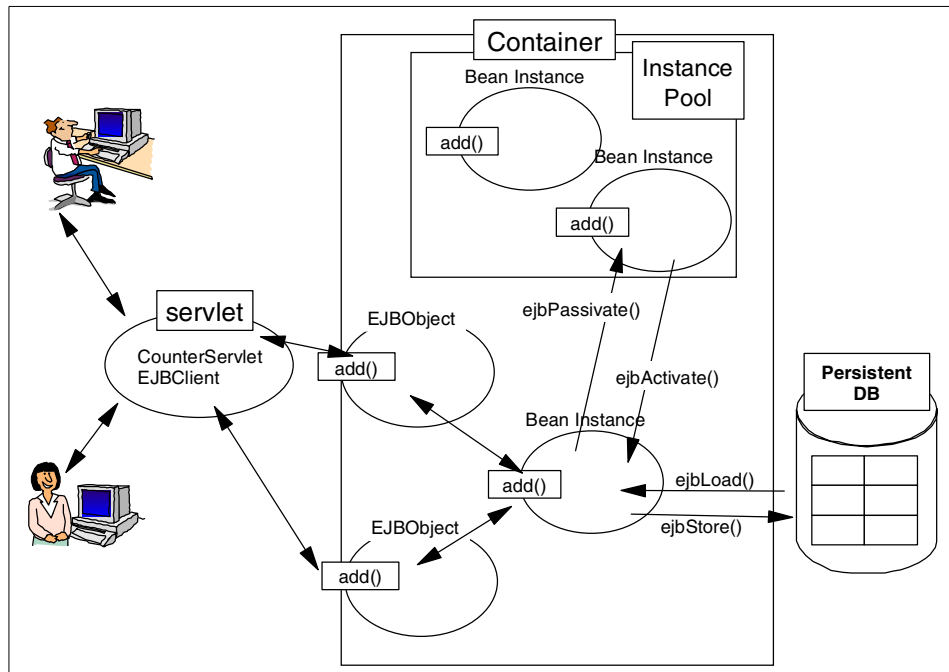 Container
Instance
Pool
Bean Instance
add()
Bean Instance
add()
ejbPassivate()
ejbActivate()
servlet
CounterServlet
EJBClient
EJBObject
add()
Bean Instance
add()
EJBObject
add()
ejbLoad()
ejbStore()
Persistent
DB